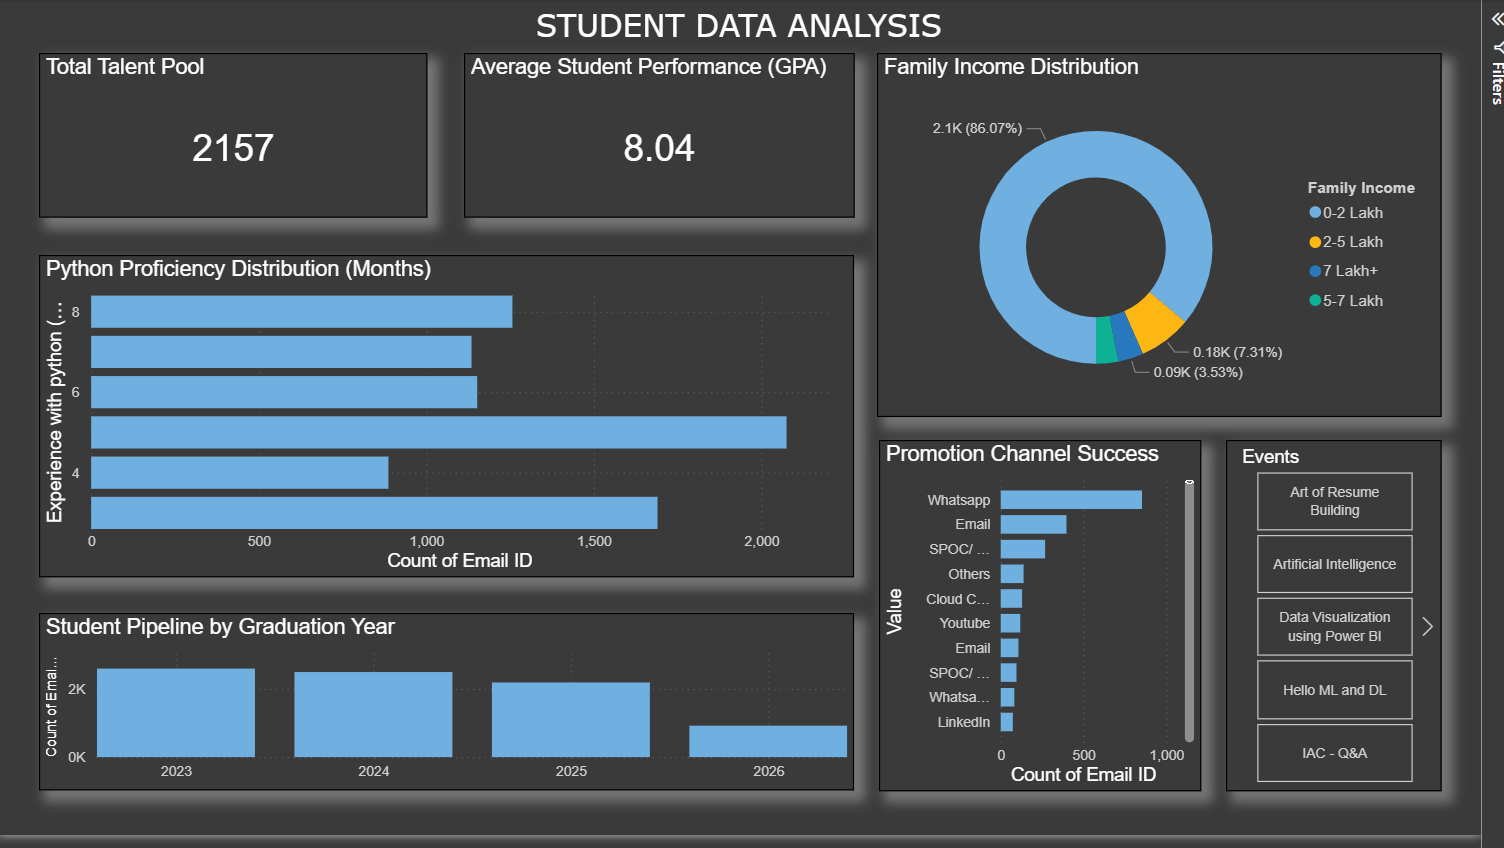 STUDENT DATA ANALYSIS
Total Talent Pool
2157
Average Student Performance (GPA)
8.04
Family Income Distribution
2.1K (86.07%)
0.18K (7.31%)
0.09K (3.53%)
Family Income
0-2 Lakh
2-5 Lakh
7 Lakh+
5-7 Lakh
Filters
Python Proficiency Distribution (Months)
Experience with python (...
8
6
4
0 500 1,000 1,500 2,000
Count of Email ID
Student Pipeline by Graduation Year
Count of Emai...
2K
0K
2023 2024 2025 2026
Promotion Channel Success
Value
Whatsapp
Email
SPOC/ ...
Others
Cloud C...
Youtube
Email
SPOC/ ...
Whatsa...
LinkedIn
0 500 1,000
Count of Email ID
Events
Art of Resume
Building
Artificial Intelligence
Data Visualization
using Power BI
Hello ML and DL
IAC - Q&A